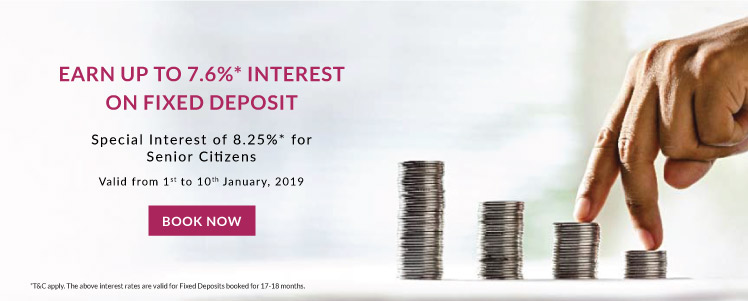 EARN UP TO 7.6%* INTEREST
ON FIXED DEPOSIT
Special Interest of 8.25%* for
Senior Citizens
Valid from 1st to 10th January, 2019
BOOK NOW
*T&C apply. The above interest rates are valid for Fixed Deposits booked for 17-18 months.